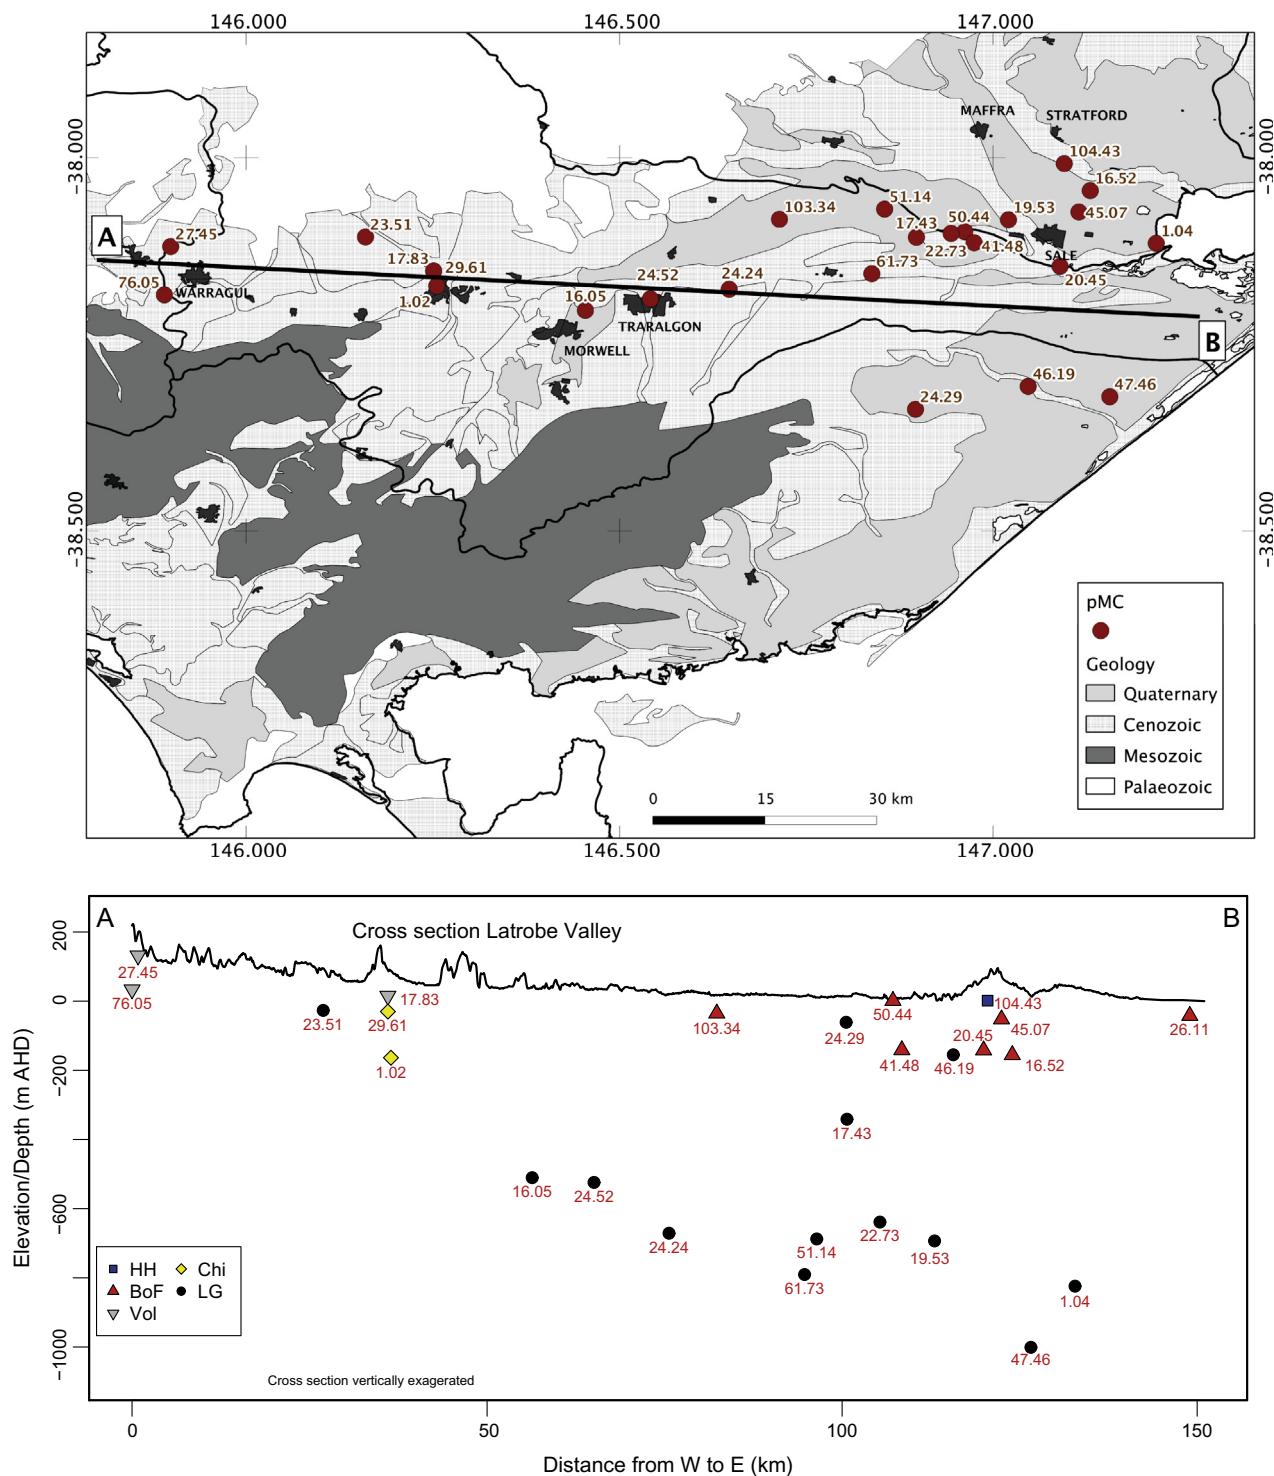 146.000 146.500 147.000
-38.000 -38.000
MAFFRA STRATFORD
104.43
16.52
51.14
103.34 19.53 45.07
50.44
23.51 17.43
A 27.45 1.04
22.73 41.48
17.83 29.61 61.73 SALE
24.52 24.24
76.05 WARRAGUL 20.45
1.02 16.05
TRARALGON
MORWELL B
46.19
24.29 47.46
-38.500 -38.500
pMC
Geology
Quaternary
Cenozoic
Mesozoic
Palaeozoic
0 15 30 km
146.000 146.500 147.000
A B
Cross section Latrobe Valley
200
27.45
76.05 17.83 104.43
0
23.51 29.61 103.34 50.44 24.29 20.45 45.07 26.11
1.02 41.48 46.19 16.52
-200
17.43
16.05 24.52
-600
24.24 51.14 22.73 19.53
61.73 1.04
-1000
47.46
HH Chi
BoF LG
Vol
Cross section vertically exagerated
0 50 100 150
Elevation/Depth (m AHD)
Distance from W to E (km)